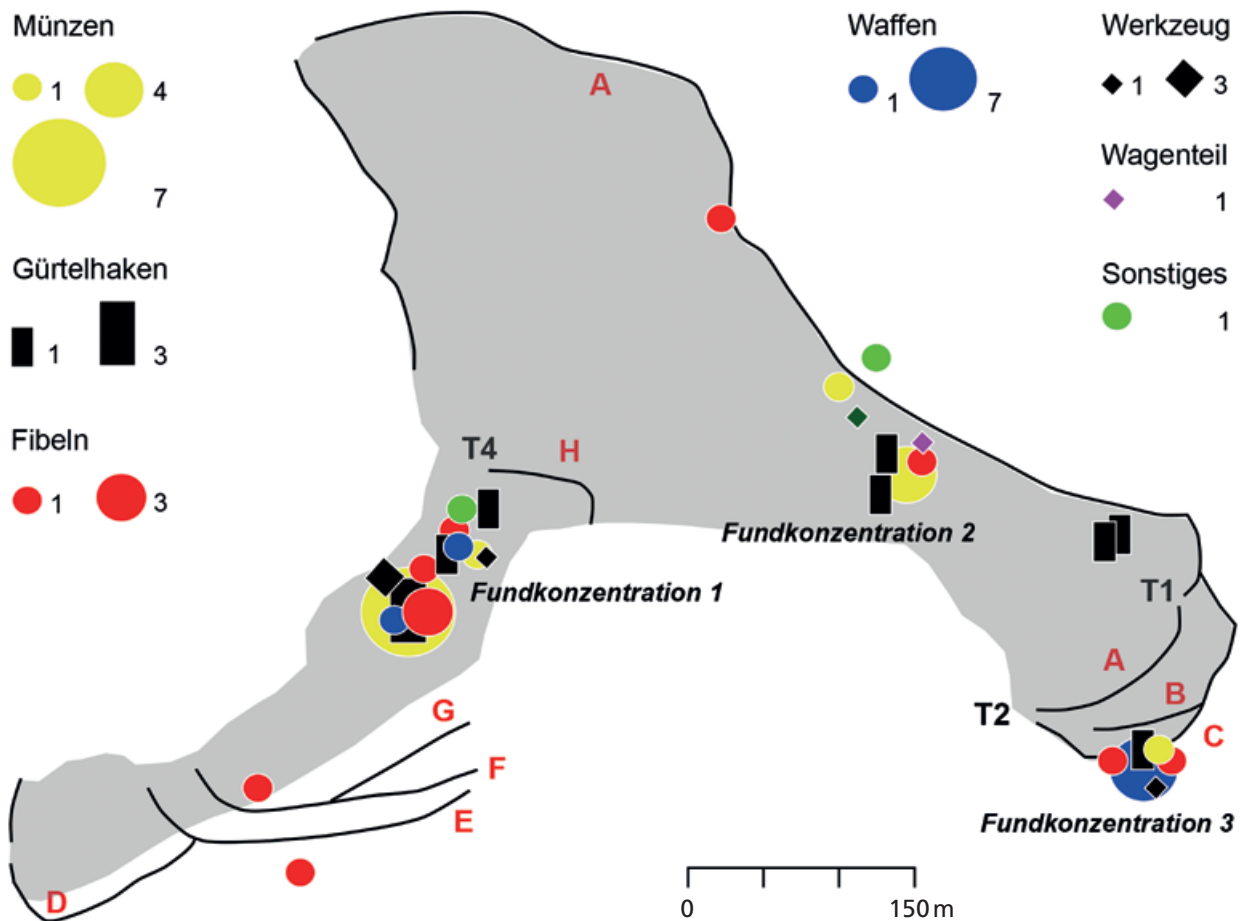 Münzen
1 4
7
Gürtelhaken
1 3
Fibeln
1 3
Waffen
1 7
Werkzeug
1 3
Wagenteil
1
Sonstiges
1
A
T4 H
Fundkonzentration 2
Fundkonzentration 1
T1
A
B
T2
C
G
F
E
Fundkonzentration 3
D
0 150 m